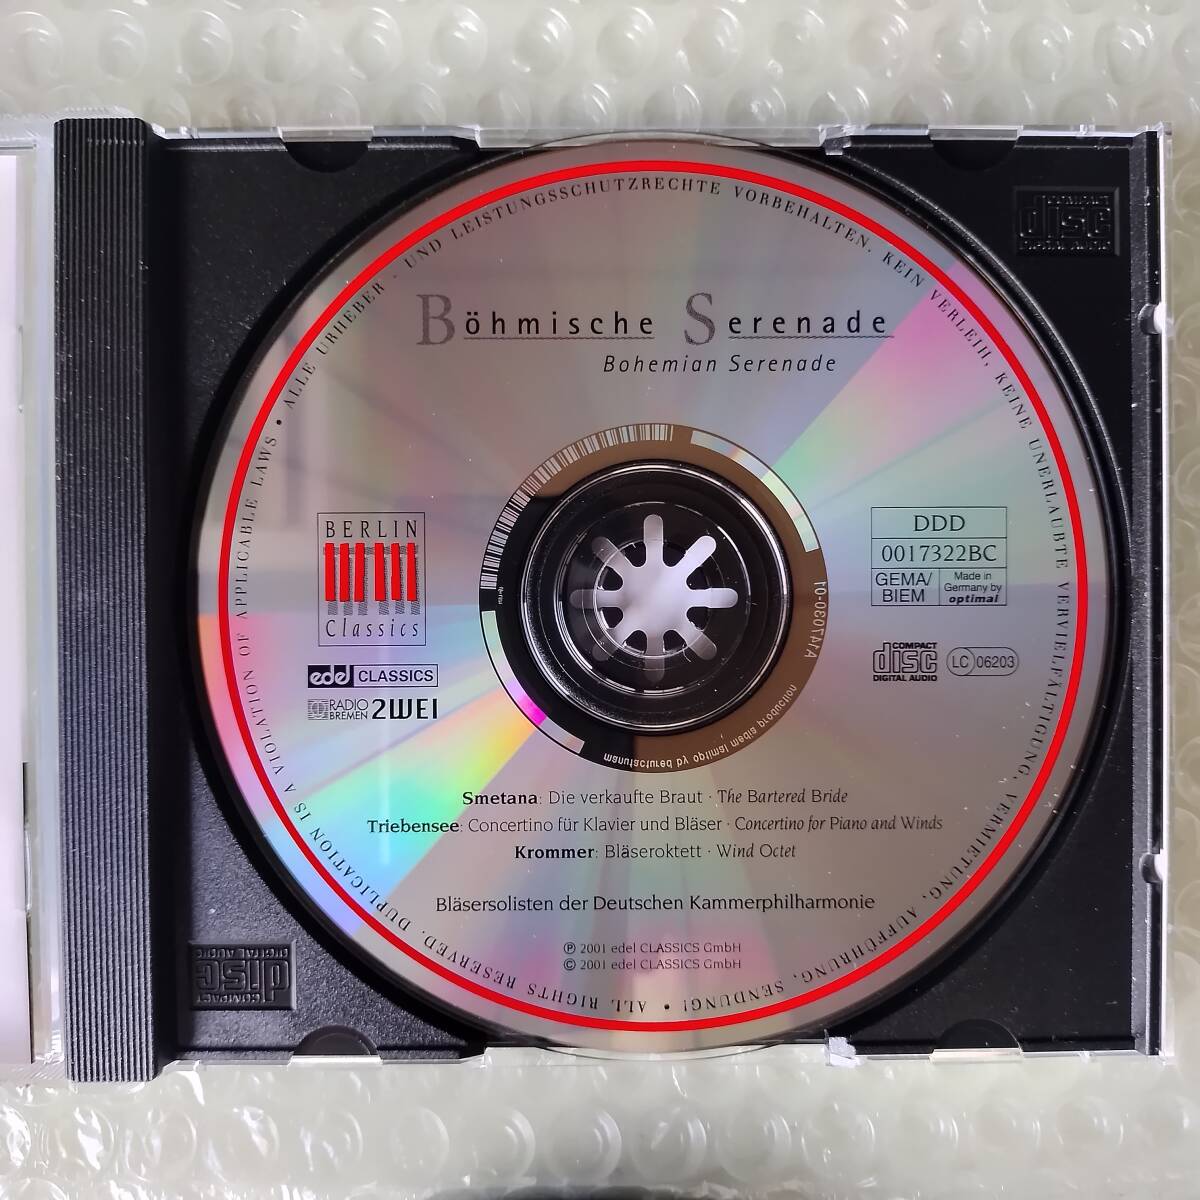 ALLE URHEBER - UND LEISTUNGSSCHUTZRECHTE VORBEHALTEN. KEIN VERLEIH, KEINE UNERLAUBTE VERVIELFÄLTIGUNG, VERMIETUNG, AUFFÜHRUNG, SENDUNG! • ALL RIGHTS RESERVED. DUPLICATION IS A VIOLATION OF APPLICABLE LAWS •
Böhmische Serenade
Bohemian Serenade
BERLIN
Classics
edel CLASSICS
RADIO
BREMEN 2WEI
DDD
0017322BC
GEMA/
BIEM
Made in
Germany by
optimal
COMPACT
disc
DIGITAL AUDIO
LC 06203
manufactured by optimal media production
Smetana: Die verkaufte Braut · The Bartered Bride
Triebensee: Concertino für Klavier und Bläser · Concertino for Piano and Winds
Krommer: Bläseroktett · Wind Octet
Bläsersolisten der Deutschen Kammerphilharmonie
℗ 2001 edel CLASSICS GmbH
© 2001 edel CLASSICS GmbH
COMPACT
disc
DIGITAL AUDIO
COMPACT
disc
DIGITAL AUDIO